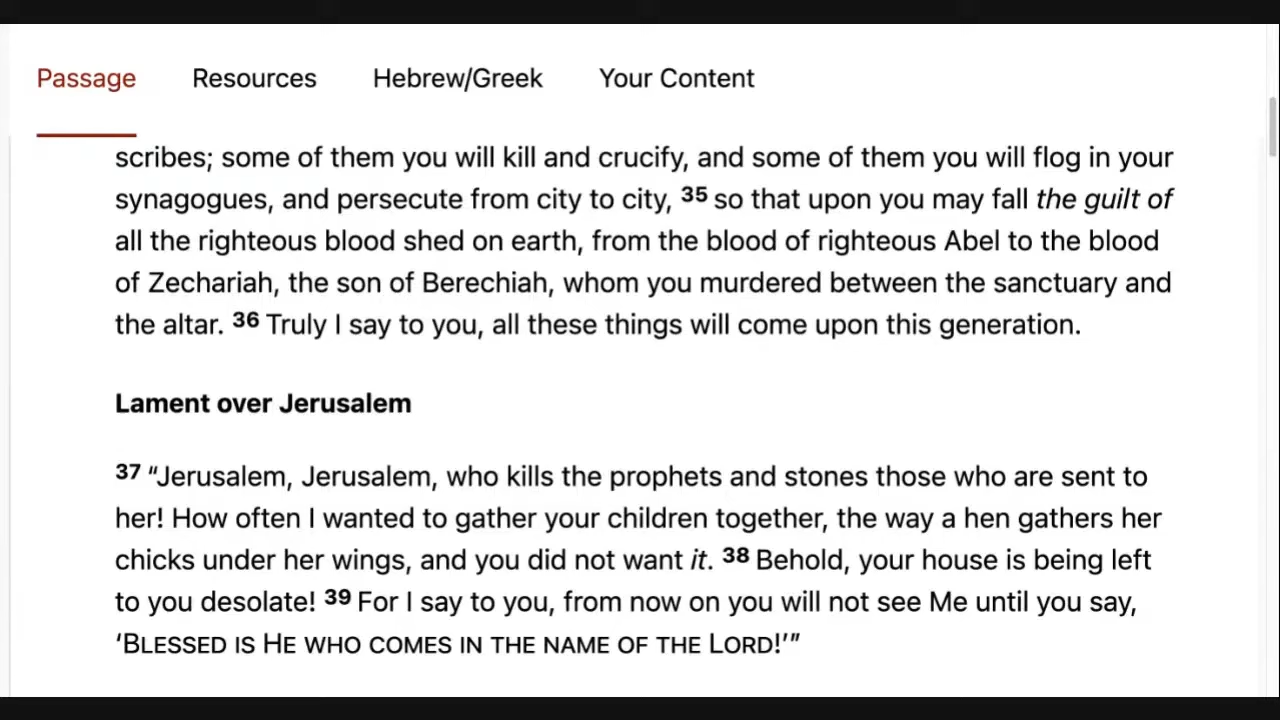 Passage Resources Hebrew/Greek Your Content
scribes; some of them you will kill and crucify, and some of them you will flog in your
synagogues, and persecute from city to city, 35 so that upon you may fall the guilt of
all the righteous blood shed on earth, from the blood of righteous Abel to the blood
of Zechariah, the son of Berechiah, whom you murdered between the sanctuary and
the altar. 36 Truly I say to you, all these things will come upon this generation.
Lament over Jerusalem
37 “Jerusalem, Jerusalem, who kills the prophets and stones those who are sent to
her! How often I wanted to gather your children together, the way a hen gathers her
chicks under her wings, and you did not want it. 38 Behold, your house is being left
to you desolate! 39 For I say to you, from now on you will not see Me until you say,
‘BLESSED IS HE WHO COMES IN THE NAME OF THE LORD!’”